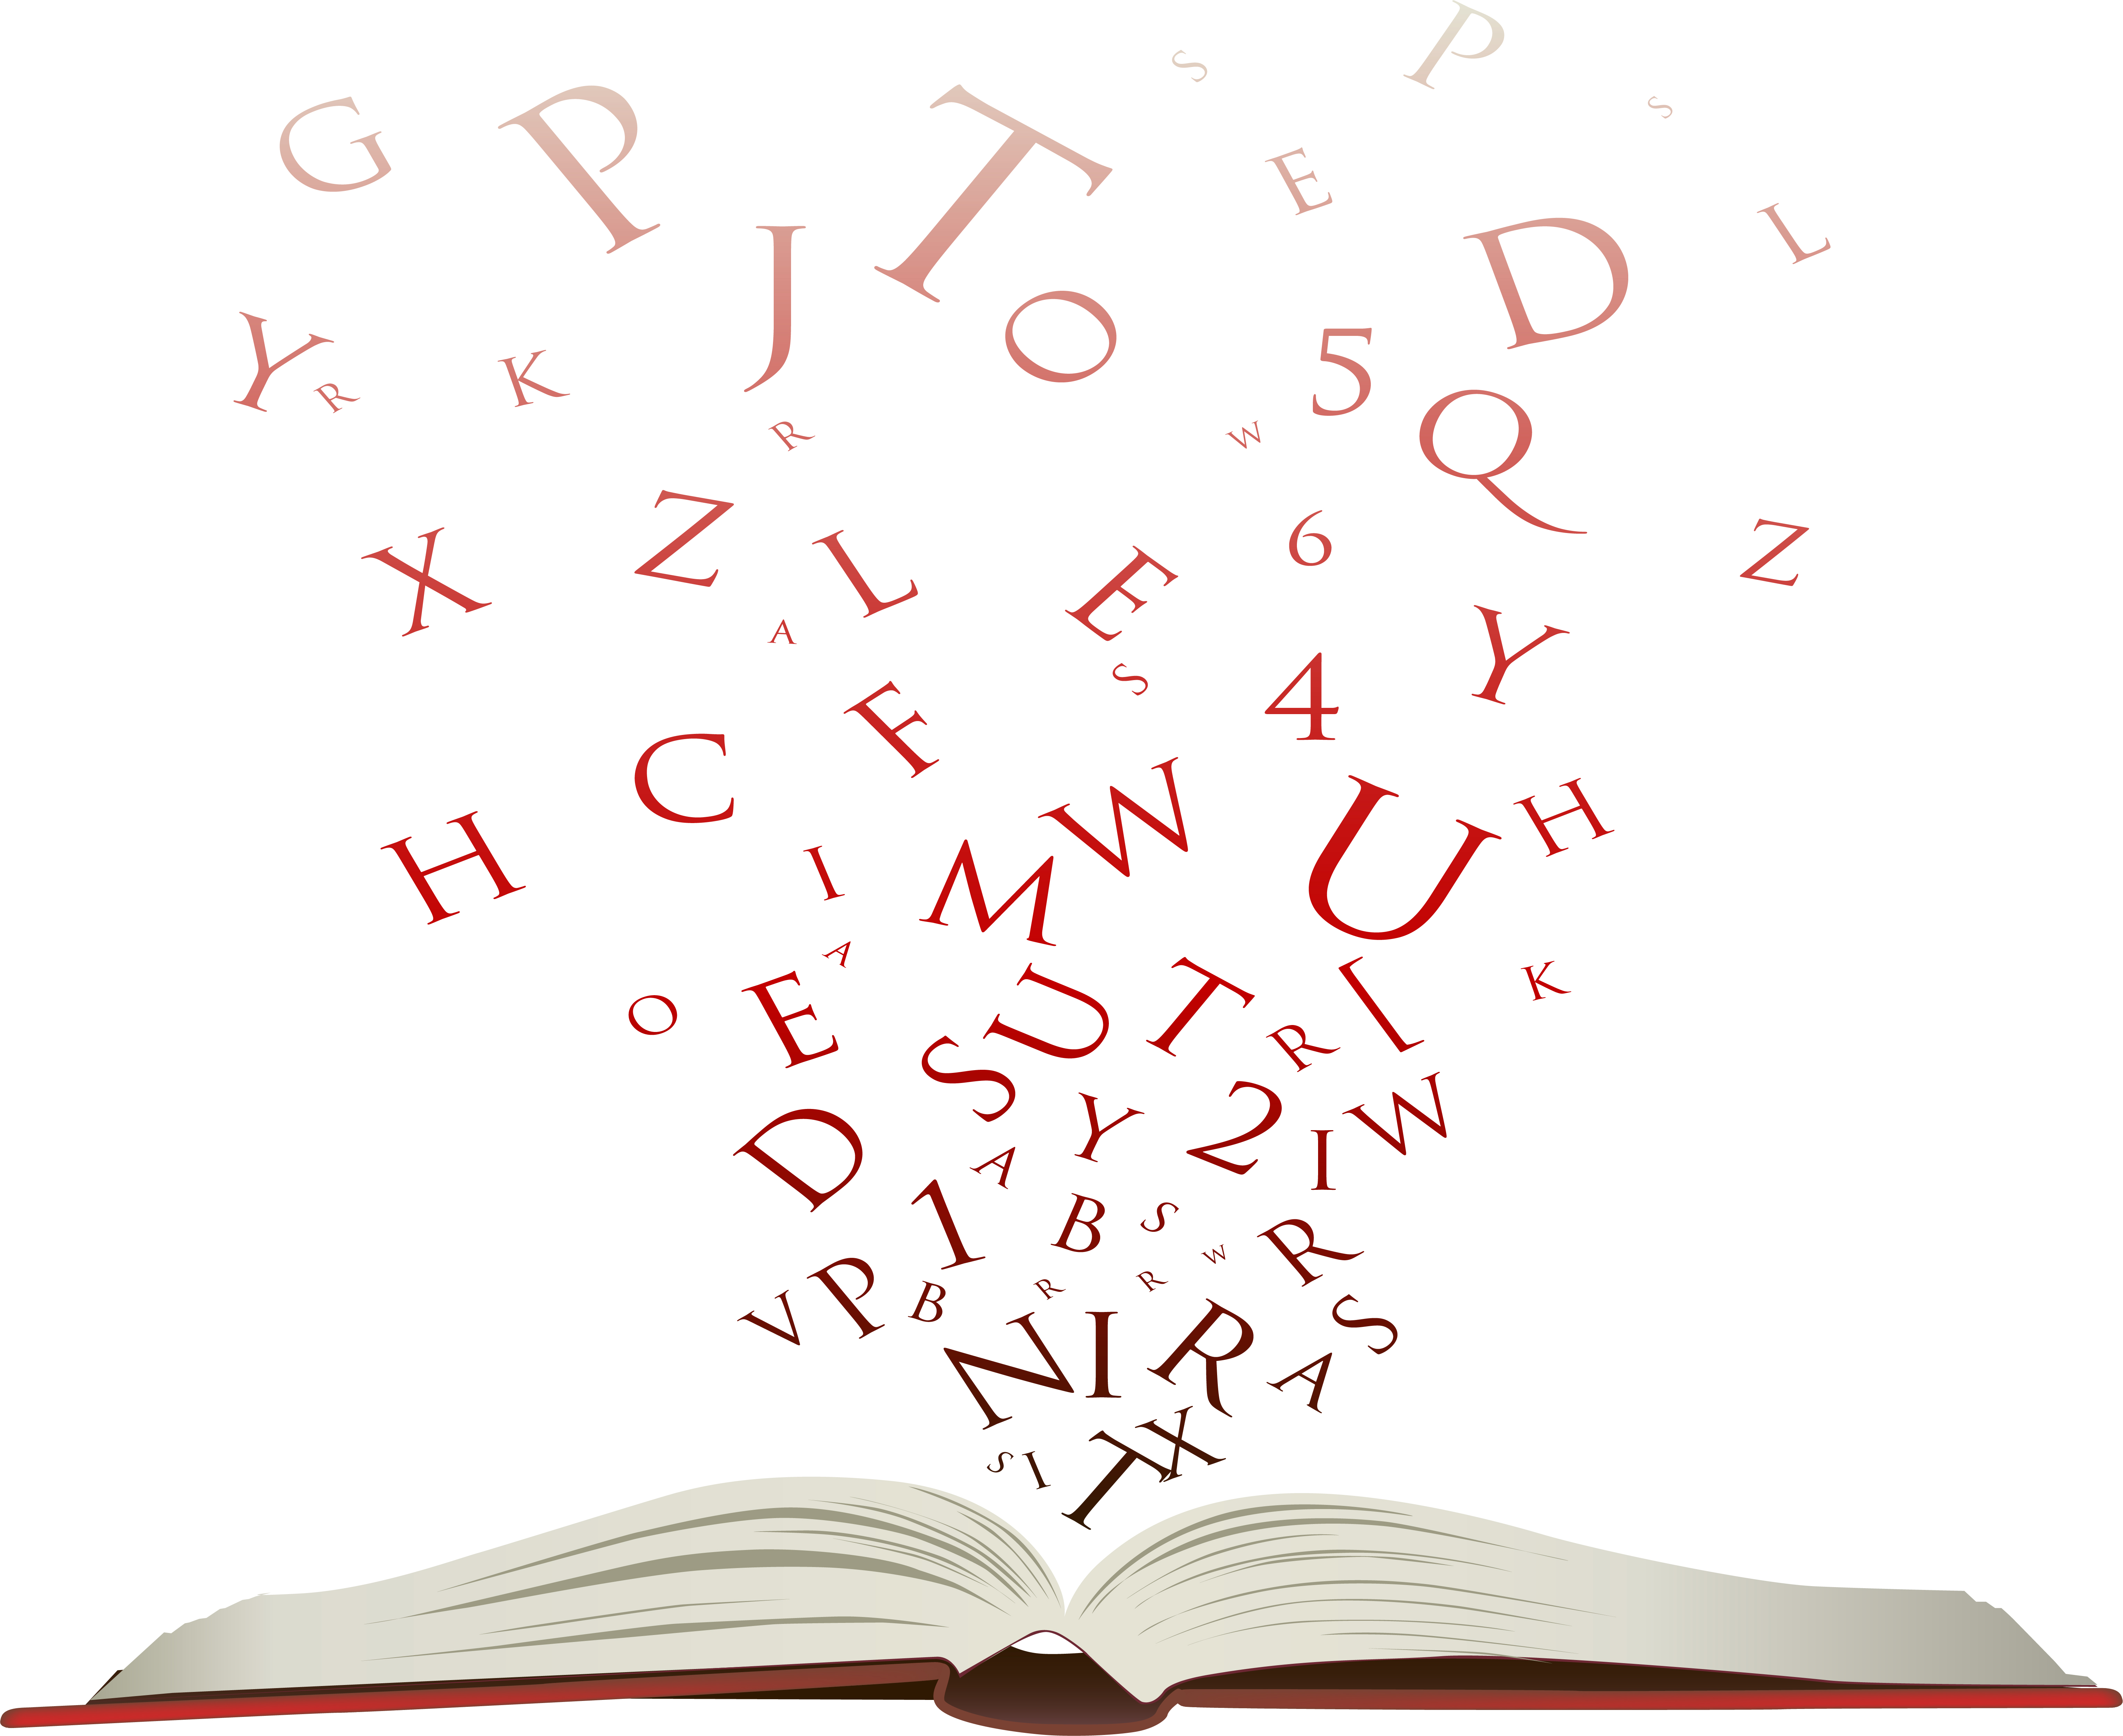 S P
G P T S
E
J D L
O
Y R K 5
R W Q
Z
X L E 6 Z
A
S 4 Y
E
C
W U H
H I M
A
O E J T L K
S R
D Y 2 I W
A
1 B S R
W
V P B R R
N I R S
A
S I T X